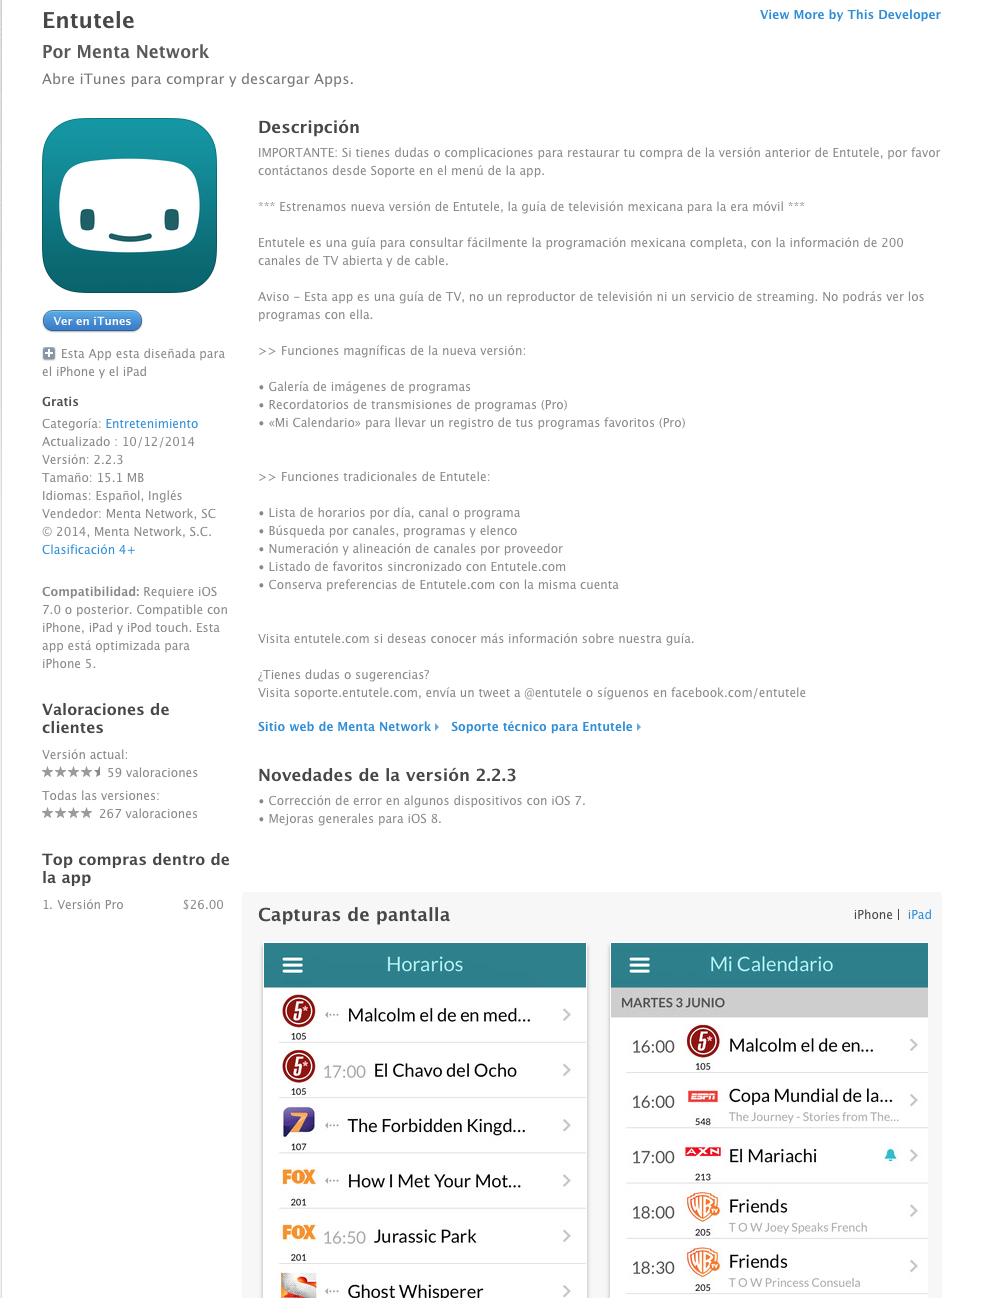 Entutele
View More by This Developer
Por Menta Network
Abre iTunes para comprar y descargar Apps.
Ver en iTunes
Esta App esta diseñada para
el iPhone y el iPad
Gratis
Categoría: Entretenimiento
Actualizado : 10/12/2014
Versión: 2.2.3
Tamaño: 15.1 MB
Idiomas: Español, Inglés
Vendedor: Menta Network, SC
© 2014, Menta Network, S.C.
Clasificación 4+
Compatibilidad: Requiere iOS
7.0 o posterior. Compatible con
iPhone, iPad y iPod touch. Esta
app está optimizada para
iPhone 5.
Valoraciones de
clientes
Versión actual:
59 valoraciones
Todas las versiones:
267 valoraciones
Top compras dentro de
la app
1. Versión Pro $26.00
Descripción
IMPORTANTE: Si tienes dudas o complicaciones para restaurar tu compra de la versión anterior de Entutele, por favor
contáctanos desde Soporte en el menú de la app.
*** Estrenamos nueva versión de Entutele, la guía de televisión mexicana para la era móvil ***
Entutele es una guía para consultar fácilmente la programación mexicana completa, con la información de 200
canales de TV abierta y de cable.
Aviso – Esta app es una guía de TV, no un reproductor de televisión ni un servicio de streaming. No podrás ver los
programas con ella.
>> Funciones magníficas de la nueva versión:
• Galería de imágenes de programas
• Recordatorios de transmisiones de programas (Pro)
• «Mi Calendario» para llevar un registro de tus programas favoritos (Pro)
>> Funciones tradicionales de Entutele:
• Lista de horarios por día, canal o programa
• Búsqueda por canales, programas y elenco
• Numeración y alineación de canales por proveedor
• Listado de favoritos sincronizado con Entutele.com
• Conserva preferencias de Entutele.com con la misma cuenta
Visita entutele.com si deseas conocer más información sobre nuestra guía.
¿Tienes dudas o sugerencias?
Visita soporte.entutele.com, envía un tweet a @entutele o síguenos en facebook.com/entutele
Sitio web de Menta Network Soporte técnico para Entutele
Novedades de la versión 2.2.3
• Corrección de error en algunos dispositivos con iOS 7.
• Mejoras generales para iOS 8.
Capturas de pantalla
iPhone | iPad
Horarios
5*
105
Malcolm el de en med...
5*
105
17:00 El Chavo del Ocho
7
107
The Forbidden Kingd...
FOX
201
How I Met Your Mot...
FOX
201
16:50 Jurassic Park
Ghost Whisperer
Mi Calendario
MARTES 3 JUNIO
16:00
5*
105
Malcolm el de en...
16:00
ESPN
548
Copa Mundial de la...
The Journey - Stories from The...
17:00
AXN
213
El Mariachi
18:00
WB TV
205
Friends
T O W Joey Speaks French
18:30
WB TV
205
Friends
T O W Princess Consuela